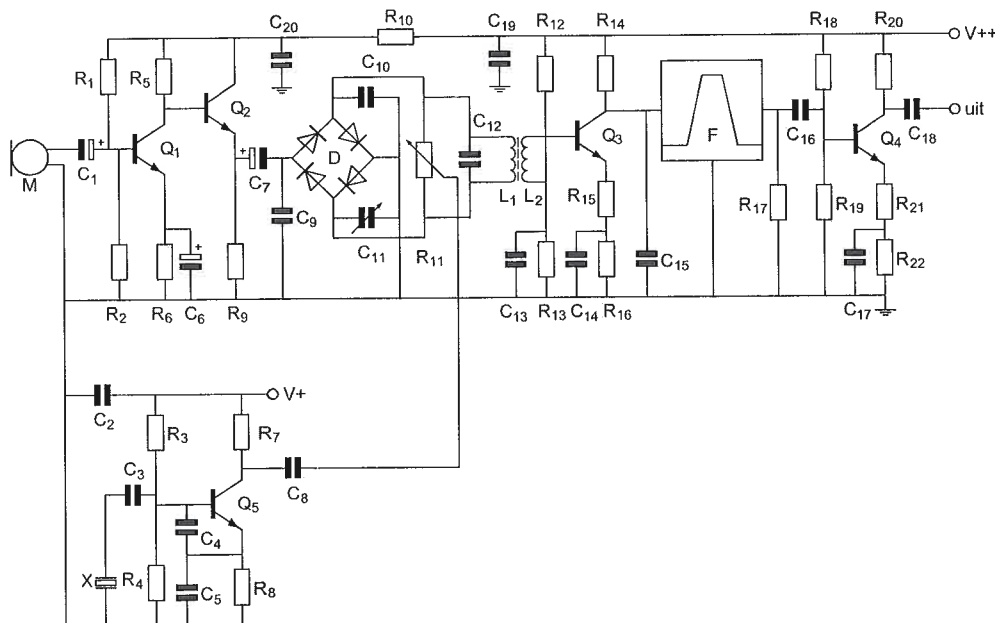 R10
C20
C19
R12
R14
R18
R20
V++
R1
R5
C10
Q2
Q1
C12
Q3
F
C16
Q4
C18
uit
M
C1
C7
D
C9
L1
L2
R15
R17
R19
R21
C11
R11
C15
R22
R2
R6
C6
R9
C13
R13
C14
R16
C17
C2
V+
R3
R7
C3
C8
Q5
C4
X
R4
C5
R8
+
+
+